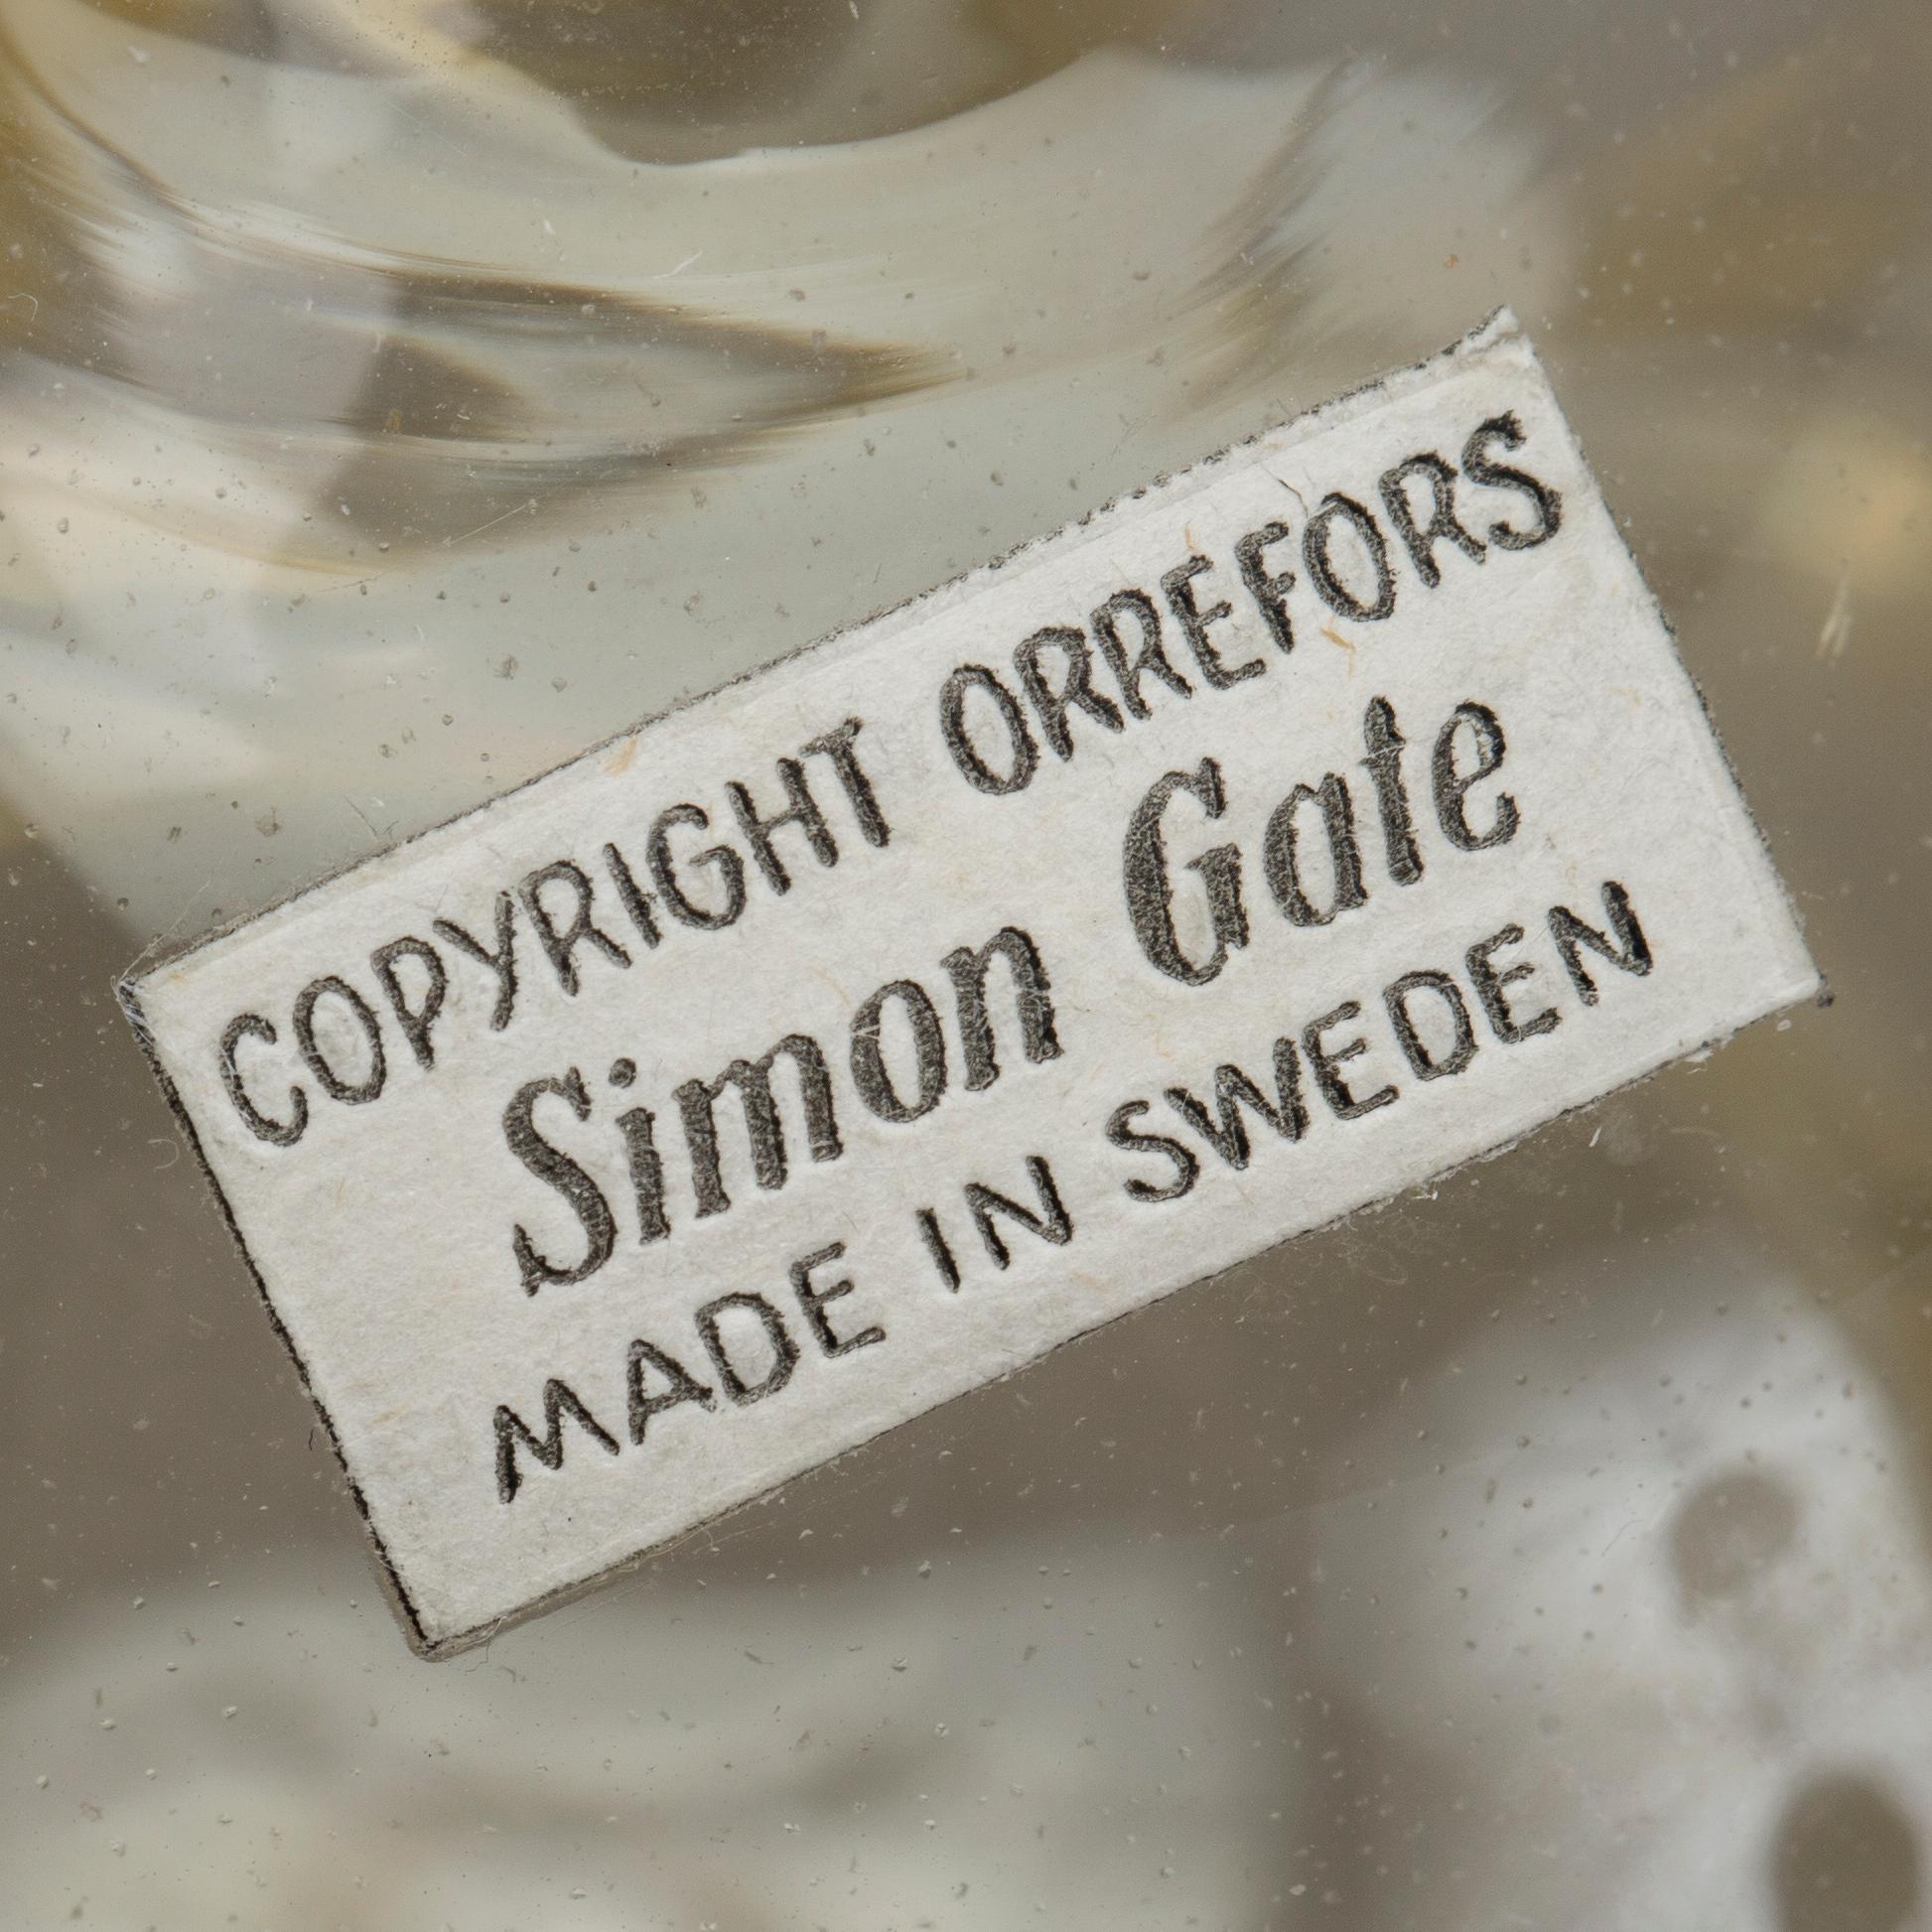 COPYRIGHT ORREFORS
Simon Gate
MADE IN SWEDEN